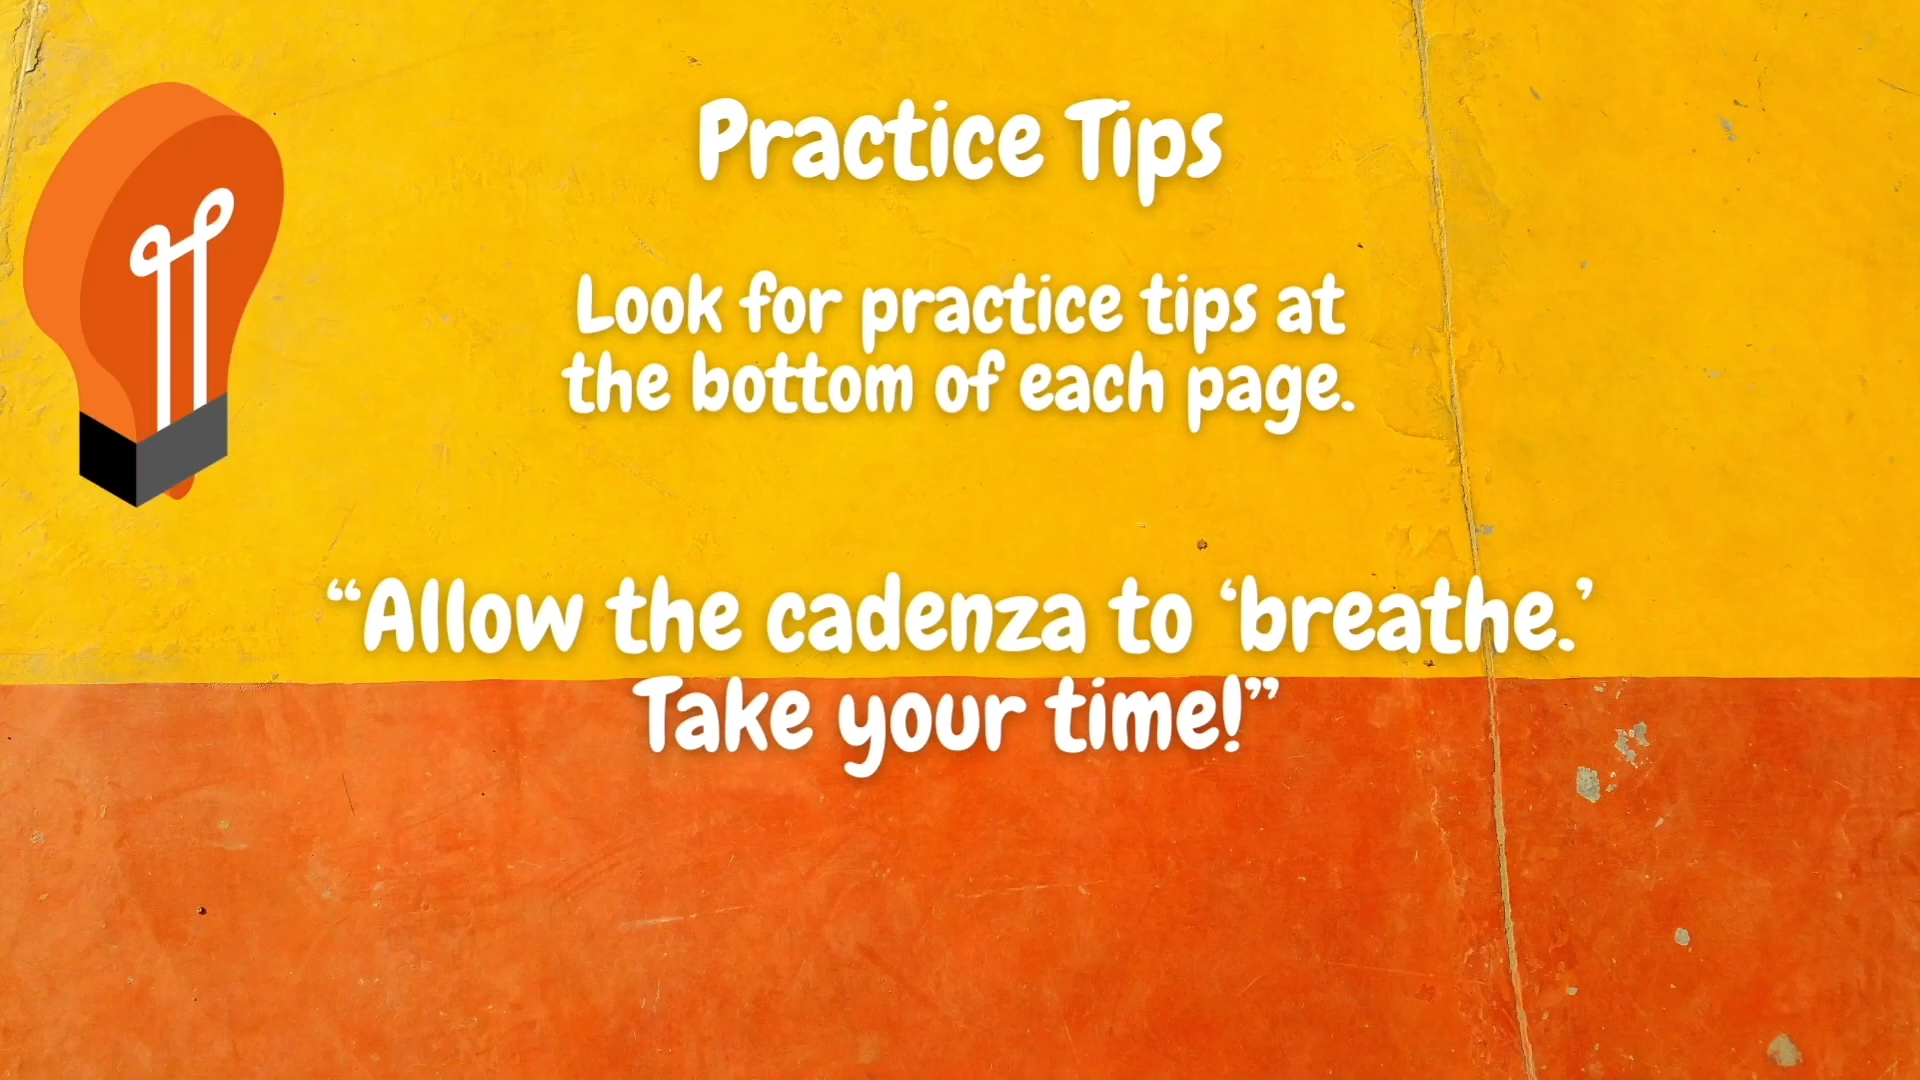 Practice Tips
Look for practice tips at
the bottom of each page.
“Allow the cadenza to ‘breathe.’
Take your time!”